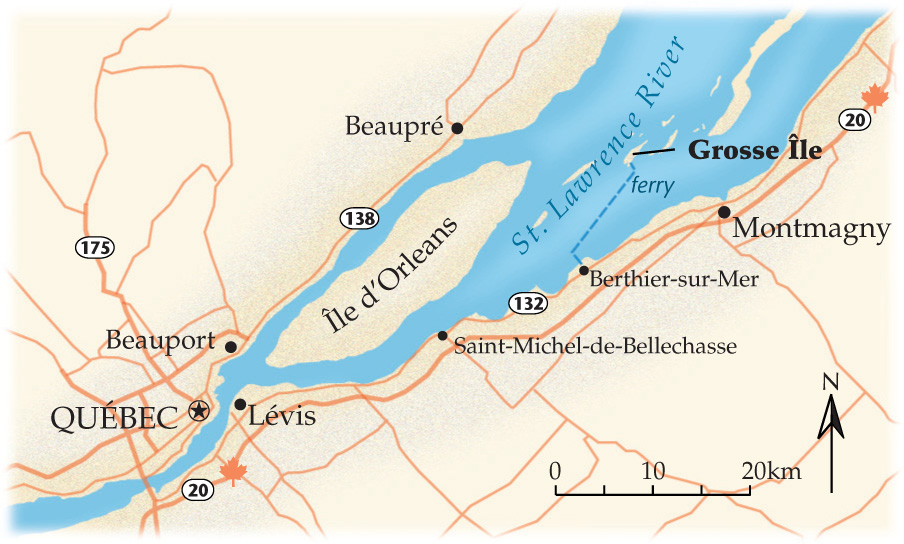 St. Lawrence River
Beaupré
20
Grosse Île
ferry
138
Montmagny
175
Île d'Orleans
Berthier-sur-Mer
132
Beauport
Saint-Michel-de-Bellechasse
N
QUÉBEC
Lévis
0 10 20km
20